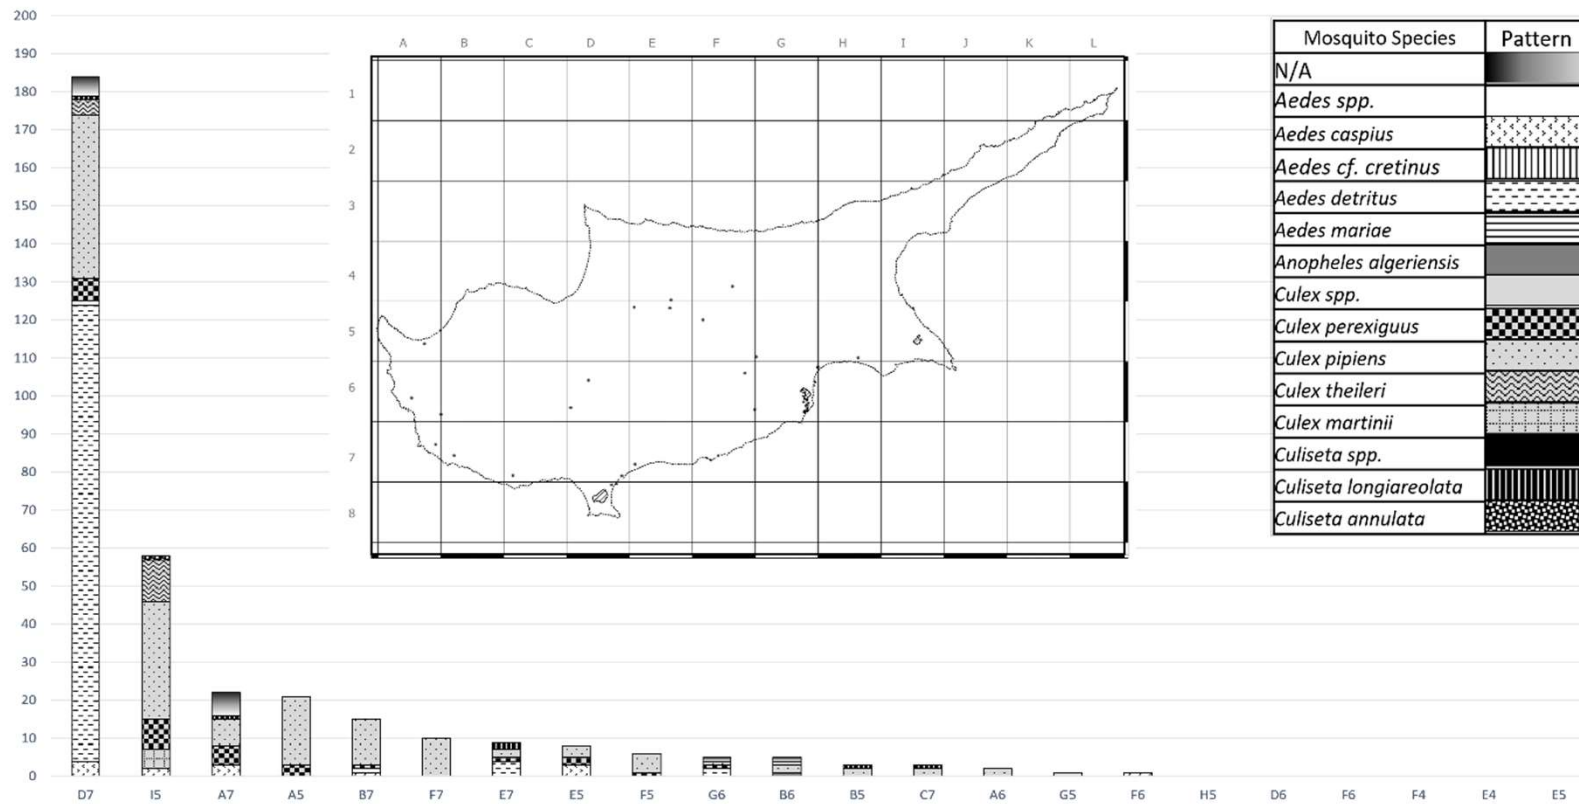 200
190
180
170
160
150
140
130
120
110
100
90
80
70
60
50
40
30
20
10
0
A B C D E F G H I J K L
1
2
3
4
5
6
7
8
Mosquito Species Pattern
N/A
Aedes spp.
Aedes caspius
Aedes cf. cretinus
Aedes detritus
Aedes mariae
Anopheles algeriensis
Culex spp.
Culex perexiguus
Culex pipiens
Culex theileri
Culex martinii
Culiseta spp.
Culiseta longiareolata
Culiseta annulata
D7 I5 A7 A5 B7 F7 E7 E5 F5 G6 B6 B5 C7 A6 G5 F6 H5 D6 F6 F4 E4 E5